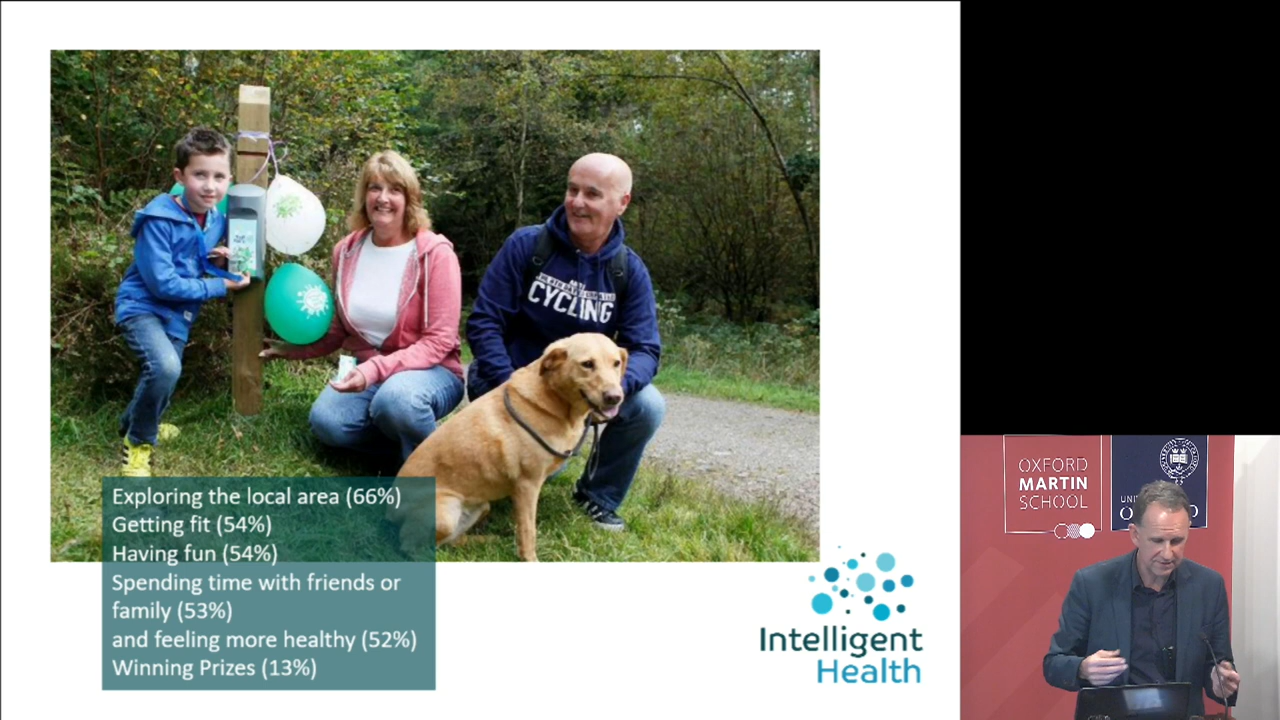 CYCLING
Exploring the local area (66%)
Getting fit (54%)
Having fun (54%)
Spending time with friends or
family (53%)
and feeling more healthy (52%)
Winning Prizes (13%)
Intelligent
Health
OXFORD
MARTIN
SCHOOL